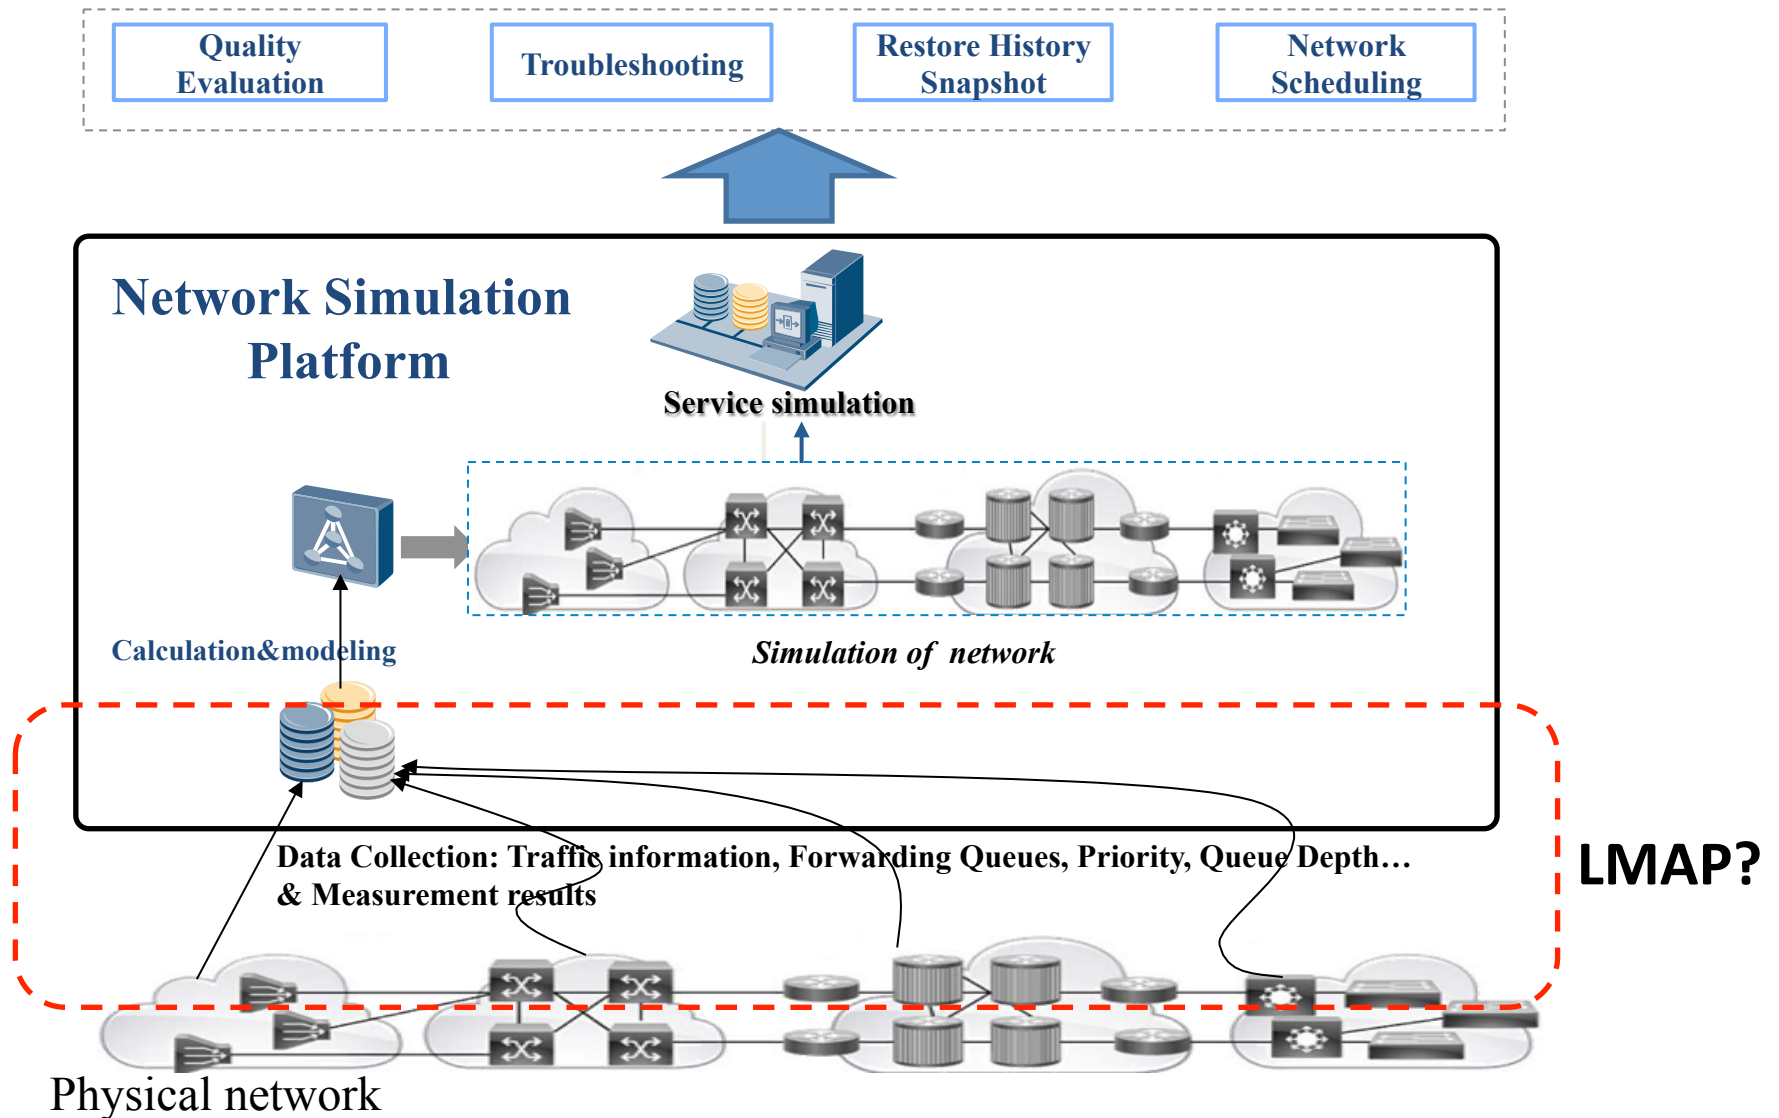 Quality
Evaluation
Troubleshooting
Restore History
Snapshot
Network
Scheduling
Network Simulation
Platform
Service simulation
Calculation&modeling
Simulation of network
Data Collection: Traffic information, Forwarding Queues, Priority, Queue Depth…
& Measurement results
LMAP?
Physical network